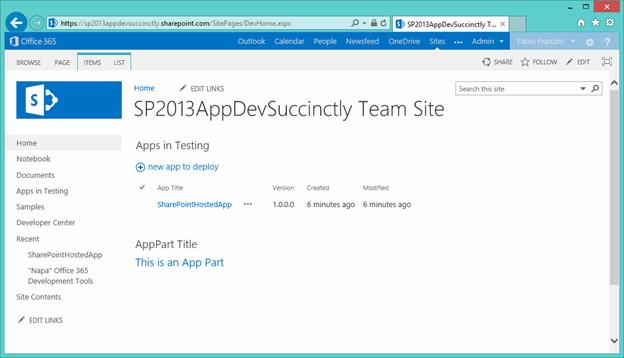 https://sp2013appdevsuccinctly.sharepoint.com/SitePages/DevHome.aspx
SP2013AppDevSuccinctly T...
Office 365
Outlook Calendar People Newsfeed OneDrive Sites ••• Admin Fabio Franzini ?
BROWSE PAGE ITEMS LIST
SHARE FOLLOW EDIT
S
Home EDIT LINKS
Search this site
SP2013AppDevSuccinctly Team Site
Home
Notebook
Documents
Apps in Testing
Samples
Developer Center
Recent
SharePointHostedApp
"Napa" Office 365
Development Tools
Site Contents
EDIT LINKS
Apps in Testing
new app to deploy
App Title Version Created Modified
SharePointHostedApp ••• 1.0.0.0 6 minutes ago 6 minutes ago
AppPart Title
This is an App Part